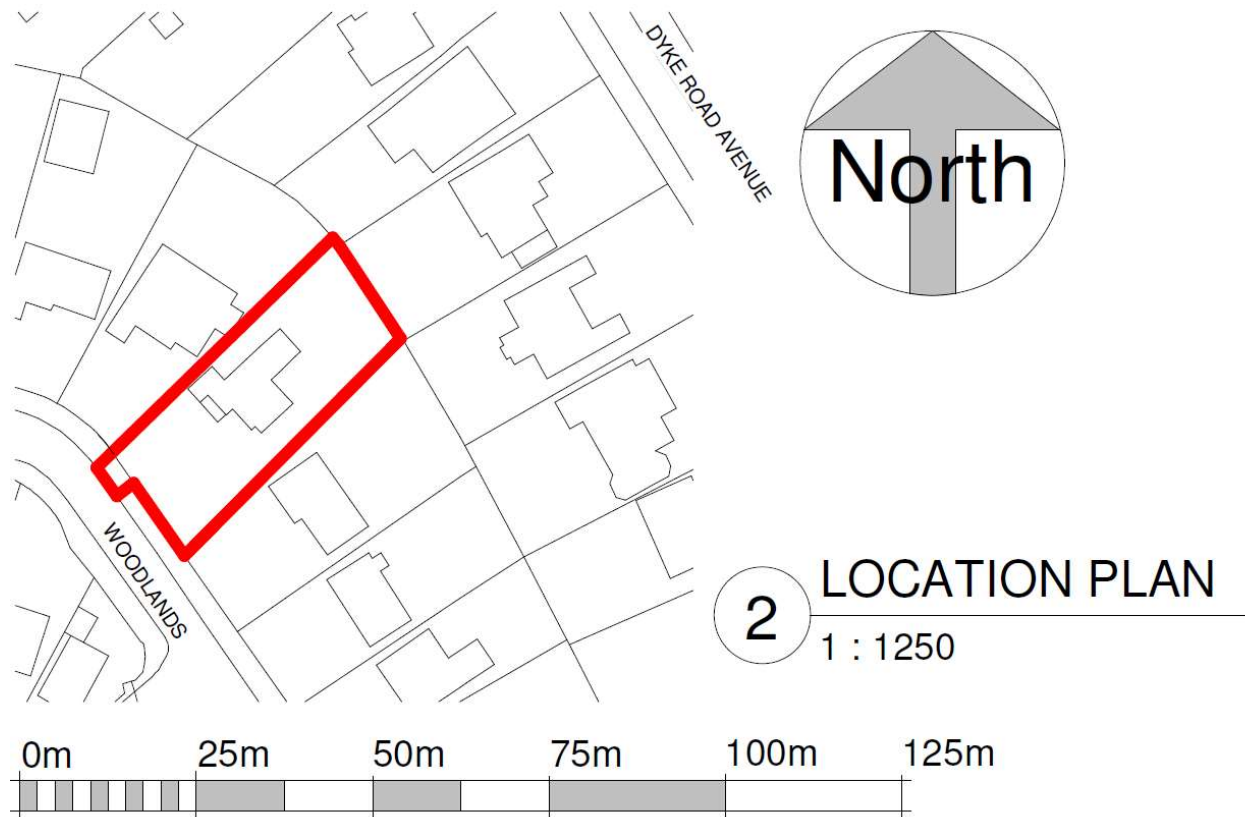 DYKE ROAD AVENUE
North
WOODLANDS
2
LOCATION PLAN
1 : 1250
0m 25m 50m 75m 100m 125m